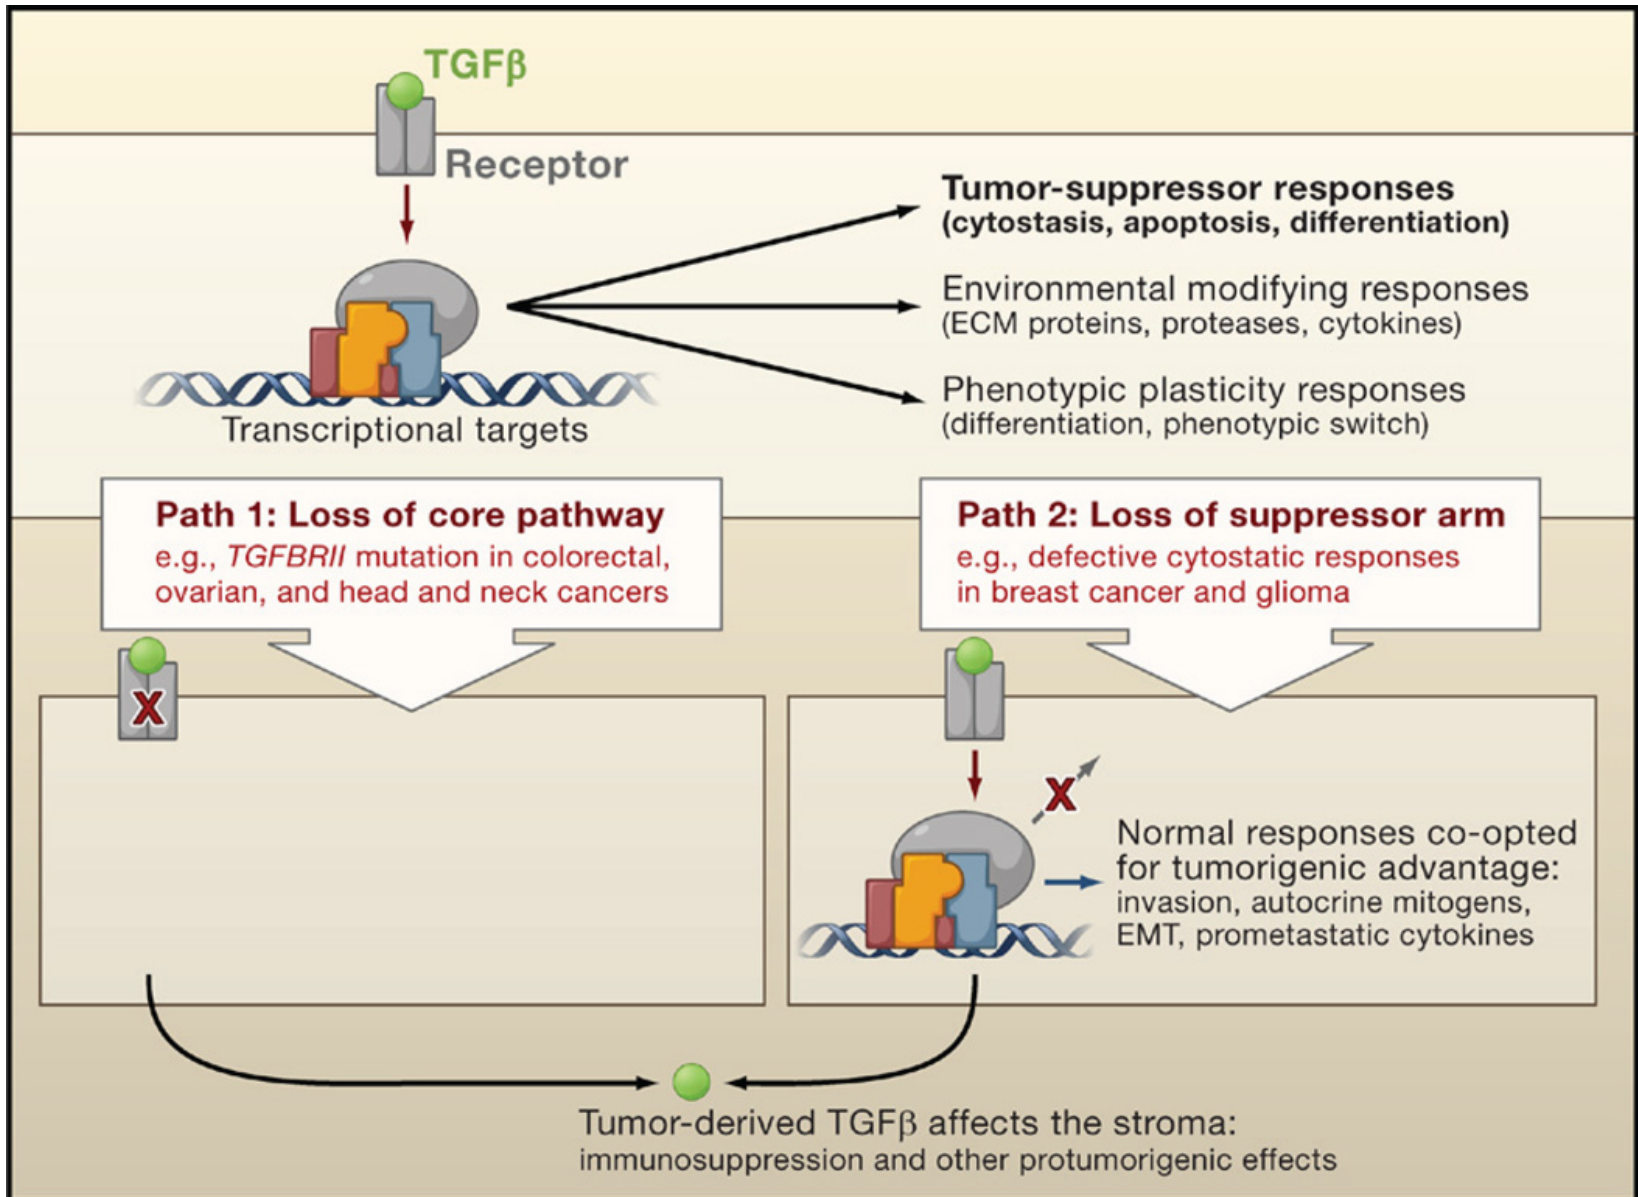 TGFβ
Receptor
Tumor-suppressor responses
(cytostasis, apoptosis, differentiation)
Environmental modifying responses
(ECM proteins, proteases, cytokines)
Phenotypic plasticity responses
(differentiation, phenotypic switch)
Transcriptional targets
Path 1: Loss of core pathway
e.g., TGFBRII mutation in colorectal,
ovarian, and head and neck cancers
Path 2: Loss of suppressor arm
e.g., defective cytostatic responses
in breast cancer and glioma
X
X
Normal responses co-opted
for tumorigenic advantage:
invasion, autocrine mitogens,
EMT, prometastatic cytokines
Tumor-derived TGFβ affects the stroma:
immunosuppression and other protumorigenic effects